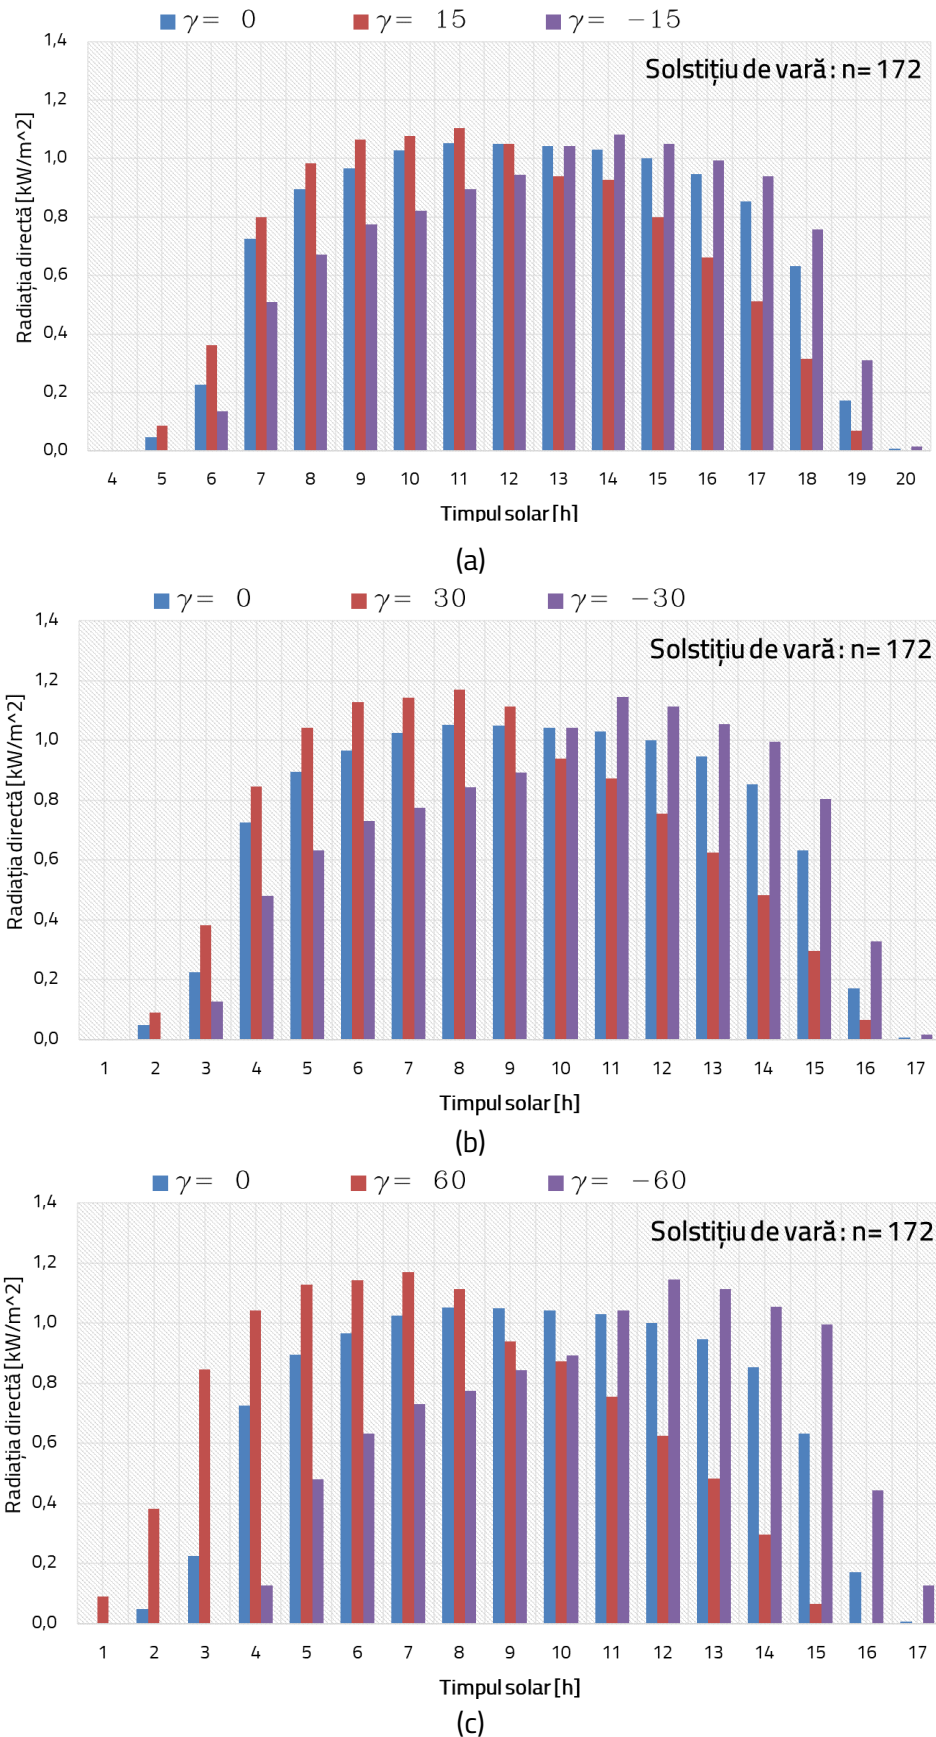 γ = 0 γ = 15 γ = −15
Solstițiu de vară : n= 172
Radiația directă [kW/m^2]
1,4
1,2
1,0
0,8
0,6
0,4
0,2
0,0
4 5 6 7 8 9 10 11 12 13 14 15 16 17 18 19 20
Timpul solar [h]
(a)
γ = 0 γ = 30 γ = −30
Solstițiu de vară : n= 172
Radiația directă [kW/m^2]
1,4
1,2
1,0
0,8
0,6
0,4
0,2
0,0
1 2 3 4 5 6 7 8 9 10 11 12 13 14 15 16 17
Timpul solar [h]
(b)
γ = 0 γ = 60 γ = −60
Solstițiu de vară : n= 172
Radiația directă [kW/m^2]
1,4
1,2
1,0
0,8
0,6
0,4
0,2
0,0
1 2 3 4 5 6 7 8 9 10 11 12 13 14 15 16 17
Timpul solar [h]
(c)